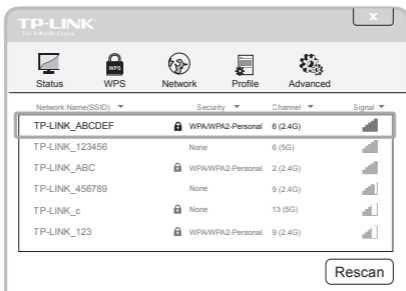 TP-LINK
The Reliable Choice
X
WPS
Status WPS Network Profile Advanced
Network Name(SSID) Security Channel Signal
TP-LINK_ABCDEF WPA/WPA2-Personal 6 (2.4G)
TP-LINK_123456 None 6 (5G)
TP-LINK_ABC WPA/WPA2-Personal 2 (2.4G)
TP-LINK_456789 None 9 (2.4G)
TP-LINK_c None 13 (5G)
TP-LINK_123 WPA/WPA2-Personal 9 (2.4G)
Rescan